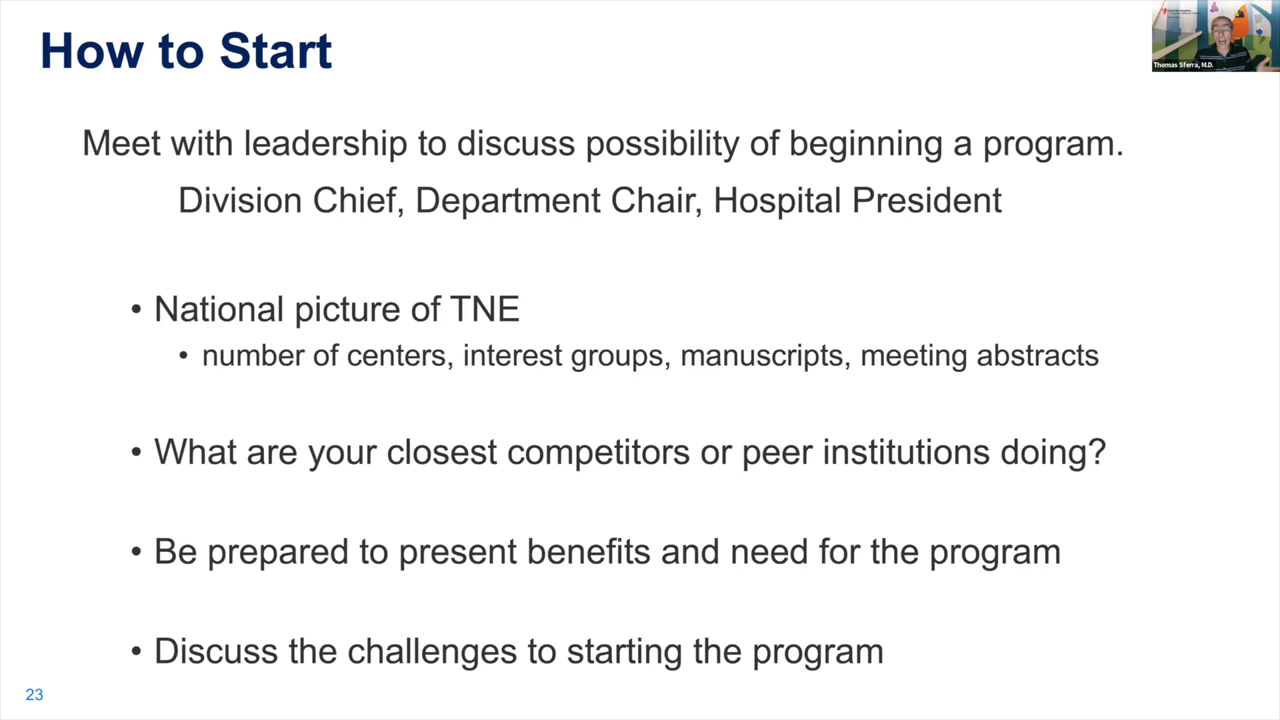 How to Start
Thomas Sferra, M.D.
Meet with leadership to discuss possibility of beginning a program.
Division Chief, Department Chair, Hospital President
• National picture of TNE
• number of centers, interest groups, manuscripts, meeting abstracts
• What are your closest competitors or peer institutions doing?
• Be prepared to present benefits and need for the program
• Discuss the challenges to starting the program
23